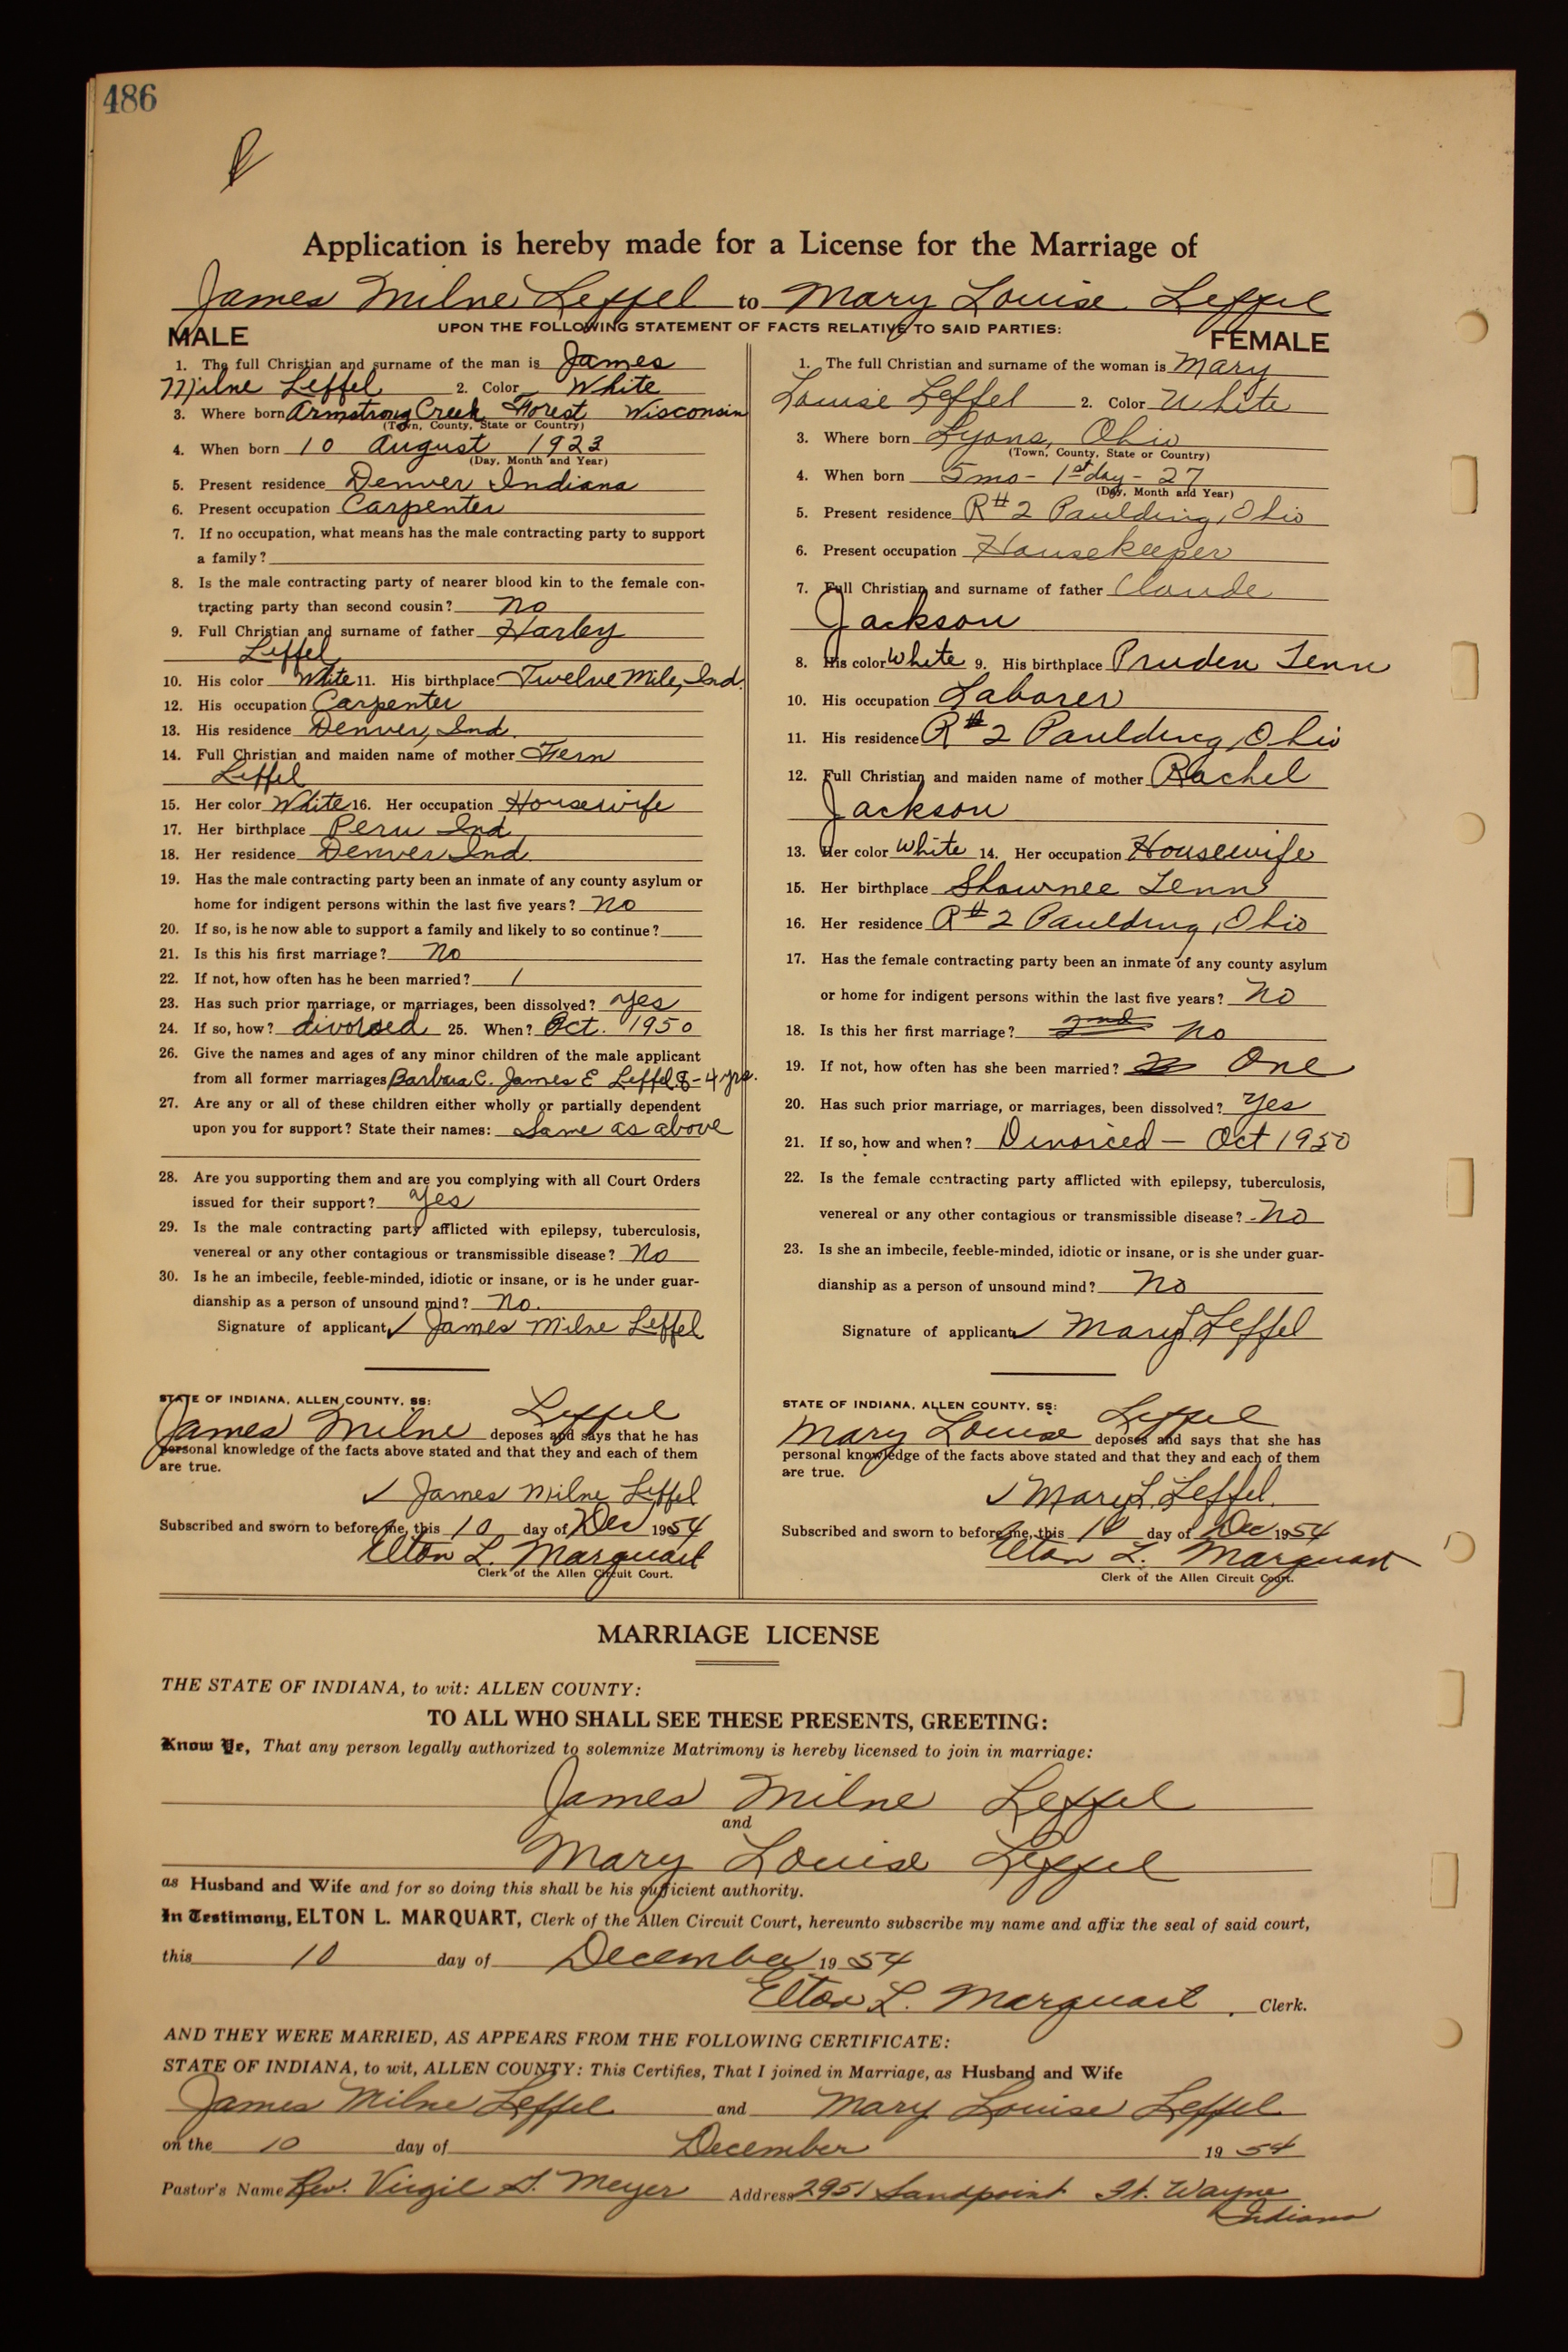 486
Application is hereby made for a License for the Marriage of
James Milne Leffel to Mary Louise Leffel
UPON THE FOLLOWING STATEMENT OF FACTS RELATIVE TO SAID PARTIES:
MALE
1. The full Christian and surname of the man is James
Milne Leffel 2. Color White
3. Where born Armstrong Creek Forest Wisconsin
(Town, County, State or Country)
4. When born 10 August 1923
(Day, Month and Year)
5. Present residence Denver Indiana
6. Present occupation Carpenter
7. If no occupation, what means has the male contracting party to support
a family?
8. Is the male contracting party of nearer blood kin to the female con-
tracting party than second cousin? no
9. Full Christian and surname of father Harley
Leffel
10. His color White 11. His birthplace Twelve Mile, Ind.
12. His occupation Carpenter
13. His residence Denver, Ind.
14. Full Christian and maiden name of mother Fern
Leffel
15. Her color White 16. Her occupation Housewife
17. Her birthplace Peru Ind
18. Her residence Denver Ind.
19. Has the male contracting party been an inmate of any county asylum or
home for indigent persons within the last five years? no
20. If so, is he now able to support a family and likely to so continue?
21. Is this his first marriage? no
22. If not, how often has he been married? 1
23. Has such prior marriage, or marriages, been dissolved? yes
24. If so, how? divorced 25. When? Oct. 1950
26. Give the names and ages of any minor children of the male applicant
from all former marriages Barbara C. James E Leffel 8-4 yrs.
27. Are any or all of these children either wholly or partially dependent
upon you for support? State their names: Same as above
28. Are you supporting them and are you complying with all Court Orders
issued for their support? yes
29. Is the male contracting party afflicted with epilepsy, tuberculosis,
venereal or any other contagious or transmissible disease? no
30. Is he an imbecile, feeble-minded, idiotic or insane, or is he under guar-
dianship as a person of unsound mind? no.
Signature of applicant ✓ James Milne Leffel
STATE OF INDIANA, ALLEN COUNTY, SS:
James Milne Leffel deposes and says that he has
personal knowledge of the facts above stated and that they and each of them
are true.
✓ James Milne Leffel
Subscribed and sworn to before me, this 10 day of Dec 1954
Elton L. Marquart
Clerk of the Allen Circuit Court.
FEMALE
1. The full Christian and surname of the woman is Mary
Louise Leffel 2. Color White
3. Where born Lyons, Ohio
(Town, County, State or Country)
4. When born 5 mo - 1st day - 27
(Day, Month and Year)
5. Present residence R#2 Paulding, Ohio
6. Present occupation Housekeeper
7. Full Christian and surname of father Claude
Jackson
8. His color White 9. His birthplace Pruden Tenn
10. His occupation Laborer
11. His residence R#2 Paulding, Ohio
12. Full Christian and maiden name of mother Rachel
Jackson
13. Her color White 14. Her occupation Housewife
15. Her birthplace Shawnee Tenn
16. Her residence R#2 Paulding, Ohio
17. Has the female contracting party been an inmate of any county asylum
or home for indigent persons within the last five years? no
18. Is this her first marriage? 2nd no
19. If not, how often has she been married? One
20. Has such prior marriage, or marriages, been dissolved? Yes
21. If so, how and when? Divorced - Oct 1950
22. Is the female contracting party afflicted with epilepsy, tuberculosis,
venereal or any other contagious or transmissible disease? no
23. Is she an imbecile, feeble-minded, idiotic or insane, or is she under guar-
dianship as a person of unsound mind? no
Signature of applicant ✓ Mary L Leffel
STATE OF INDIANA, ALLEN COUNTY, SS:
Mary Louise Leffel deposes and says that she has
personal knowledge of the facts above stated and that they and each of them
are true.
✓ Mary L. Leffel.
Subscribed and sworn to before me, this 10 day of Dec 1954
Elton L. Marquart
Clerk of the Allen Circuit Court.
MARRIAGE LICENSE
THE STATE OF INDIANA, to wit: ALLEN COUNTY:
TO ALL WHO SHALL SEE THESE PRESENTS, GREETING:
Know Ye, That any person legally authorized to solemnize Matrimony is hereby licensed to join in marriage:
James Milne Leffel
and
Mary Louise Leffel
as Husband and Wife and for so doing this shall be his sufficient authority.
In Testimony, ELTON L. MARQUART, Clerk of the Allen Circuit Court, hereunto subscribe my name and affix the seal of said court,
this 10 day of December 1954
Elton L. Marquart, Clerk.
AND THEY WERE MARRIED, AS APPEARS FROM THE FOLLOWING CERTIFICATE:
STATE OF INDIANA, to wit, ALLEN COUNTY: This Certifies, That I joined in Marriage, as Husband and Wife
James Milne Leffel and Mary Louise Leffel
on the 10 day of December 1954
Pastor's Name Rev. Virgil G. Meyer Address 2951 Sandpoint Ft. Wayne
Indiana